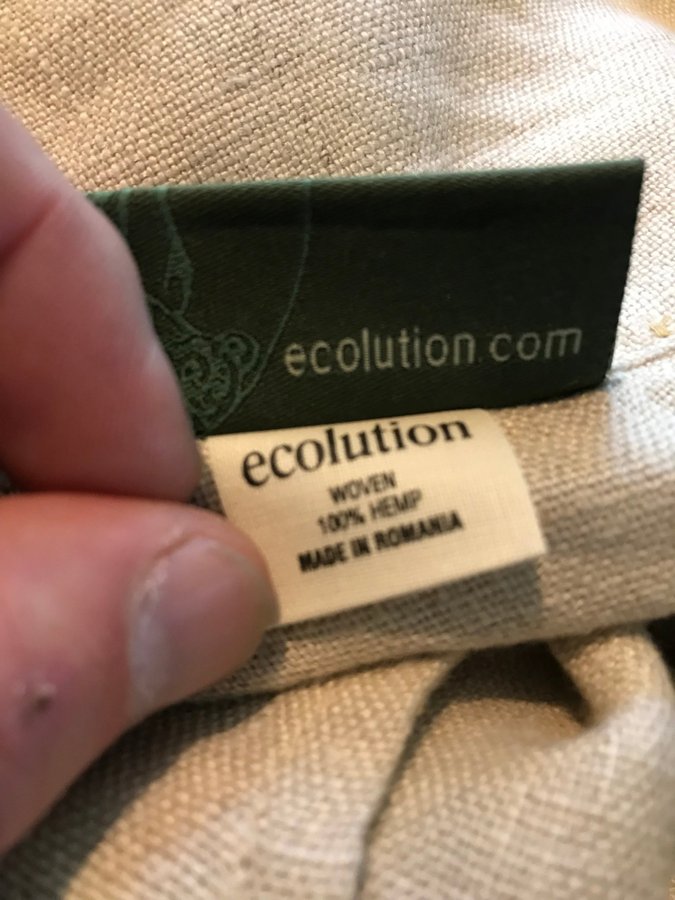 ecolution.com
ecolution
WOVEN
100% HEMP
MADE IN ROMANIA